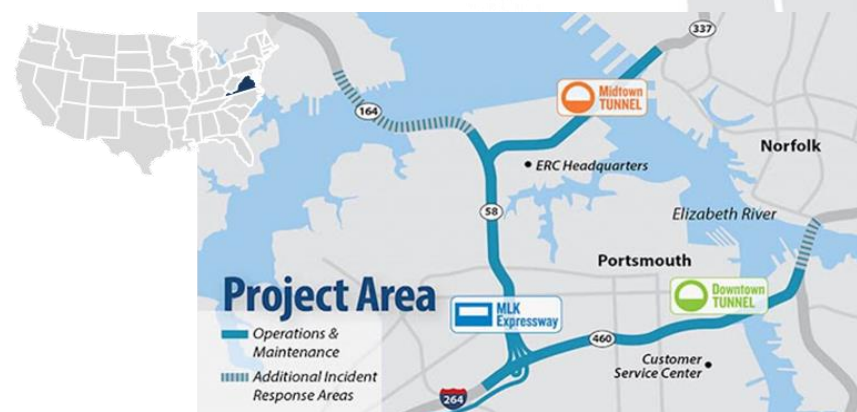 337
Midtown
TUNNEL
164
Norfolk
ERC Headquarters
58
Elizabeth River
Portsmouth
Project Area
MLK
Expressway
Downtown
TUNNEL
Operations &
Maintenance
460
Customer
Service Center
Additional Incident
Response Areas
264